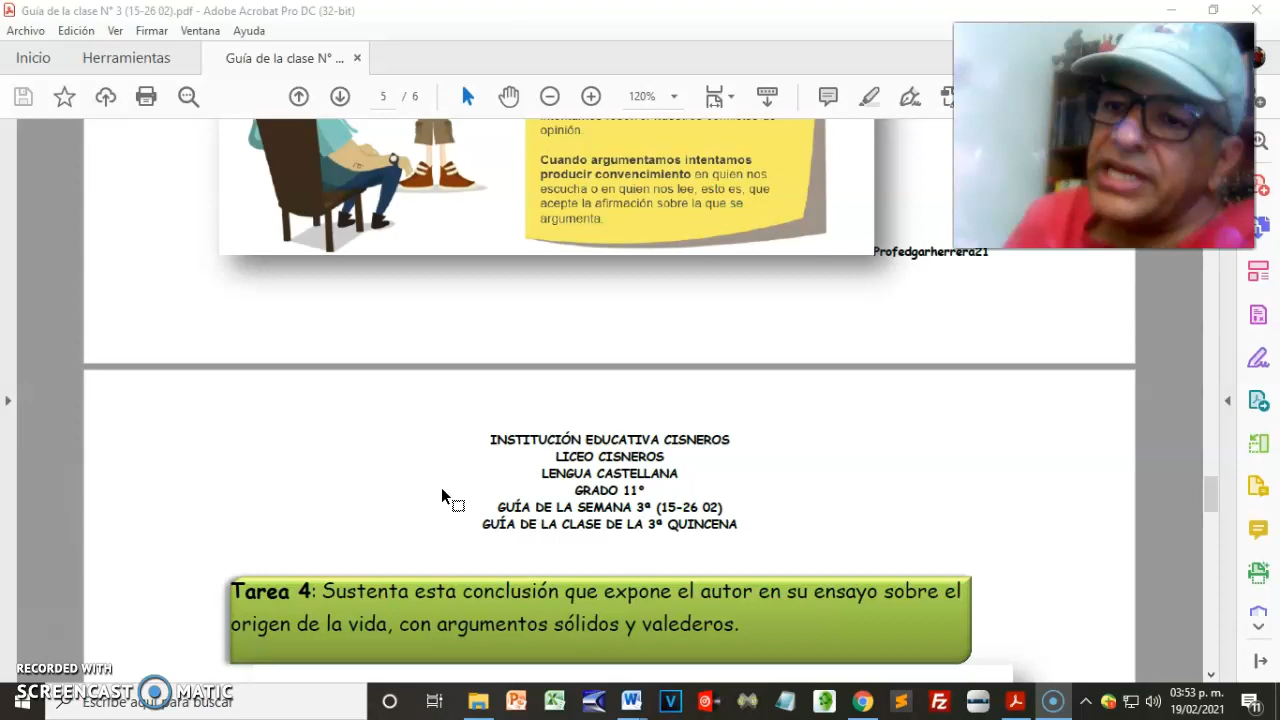 Guía de la clase N° 3 (15-26 02).pdf - Adobe Acrobat Pro DC (32-bit)
Archivo Edición Ver Firmar Ventana Ayuda
Inicio Herramientas Guía de la clase N° ... ×
5 / 6 120%
opinión.
Cuando argumentamos intentamos
producir convencimiento en quien nos
escucha o en quien nos lee, esto es, que
acepte la afirmación sobre la que se
argumenta.
Profedgarherrera21
INSTITUCIÓN EDUCATIVA CISNEROS
LICEO CISNEROS
LENGUA CASTELLANA
GRADO 11°
GUÍA DE LA SEMANA 3ª (15-26 02)
GUÍA DE LA CLASE DE LA 3ª QUINCENA
Tarea 4: Sustenta esta conclusión que expone el autor en su ensayo sobre el
origen de la vida, con argumentos sólidos y valederos.
RECORDED WITH
SCREENCAST MATIC
Escribe aquí para buscar
03:53 p. m.
19/02/2021
11